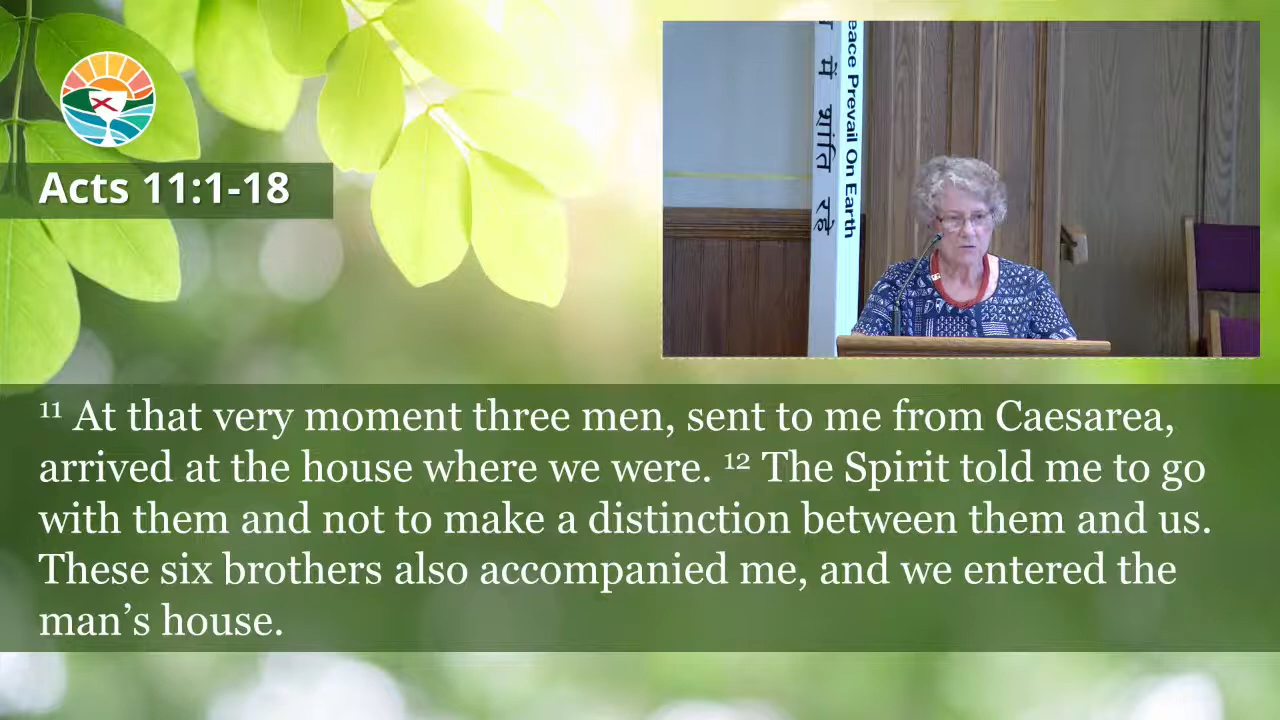 Acts 11:1-18
में शांति रहे
eace Prevail On Earth
¹¹ At that very moment three men, sent to me from Caesarea,
arrived at the house where we were. ¹² The Spirit told me to go
with them and not to make a distinction between them and us.
These six brothers also accompanied me, and we entered the
man’s house.